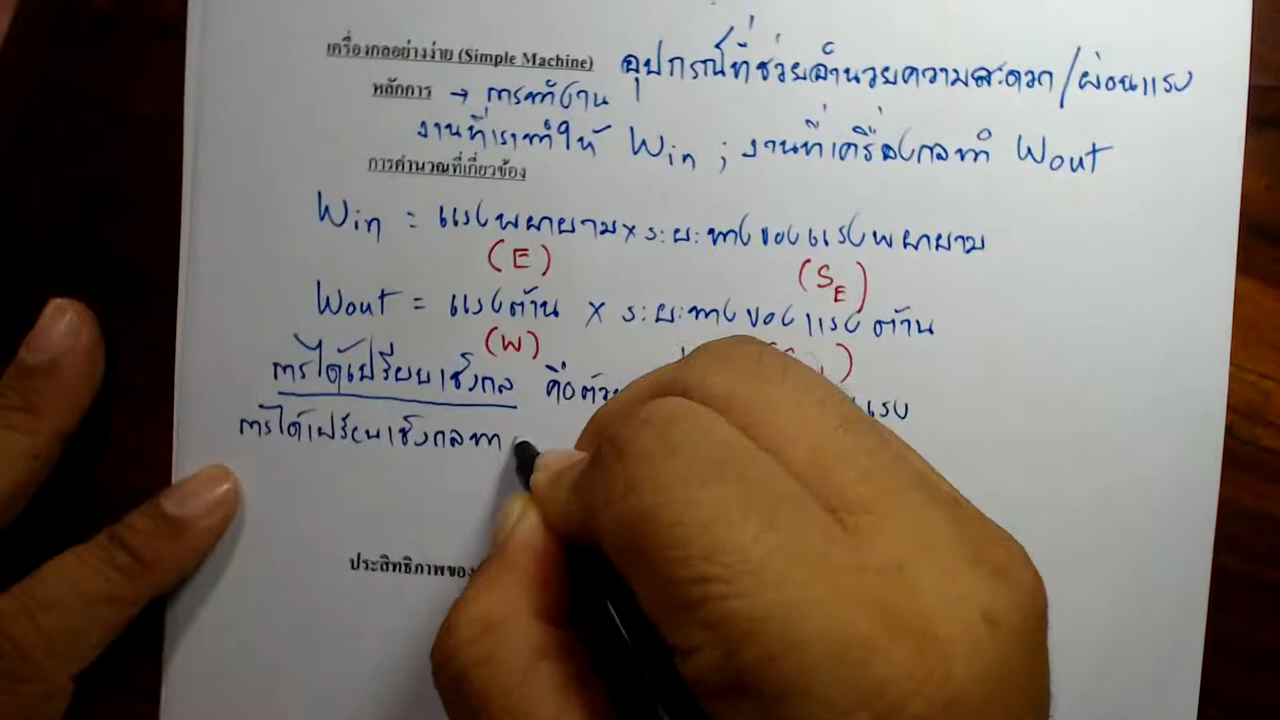 เครื่องกลอย่างง่าย (Simple Machine) อุปกรณ์ที่ช่วยอำนวยความสะดวก/ผ่อนแรง
หลักการ → การทำงาน
งานที่เราทำให้ Win ; งานที่เครื่องกลทำ Wout
การคำนวณที่เกี่ยวข้อง
Win = แรงพยายาม x ระยะทางของแรงพยายาม
(E) (SE)
Wout = แรงต้าน x ระยะทางของแรงต้าน
(W)
การได้เปรียบเชิงกล คือตัว แรง
การได้เปรียบเชิงกลทา
ประสิทธิภาพของ